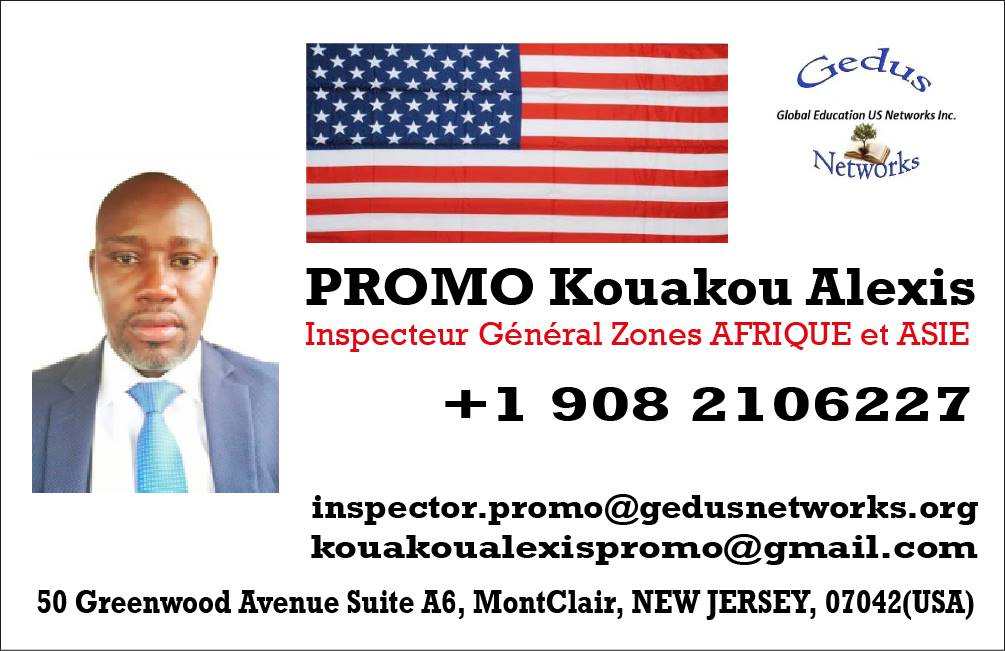 Gedus
Global Education US Networks Inc.
Networks
PROMO Kouakou Alexis
Inspecteur Général Zones AFRIQUE et ASIE
+1 908 2106227
inspector.promo@gedusnetworks.org
kouakoualexispromo@gmail.com
50 Greenwood Avenue Suite A6, MontClair, NEW JERSEY, 07042(USA)